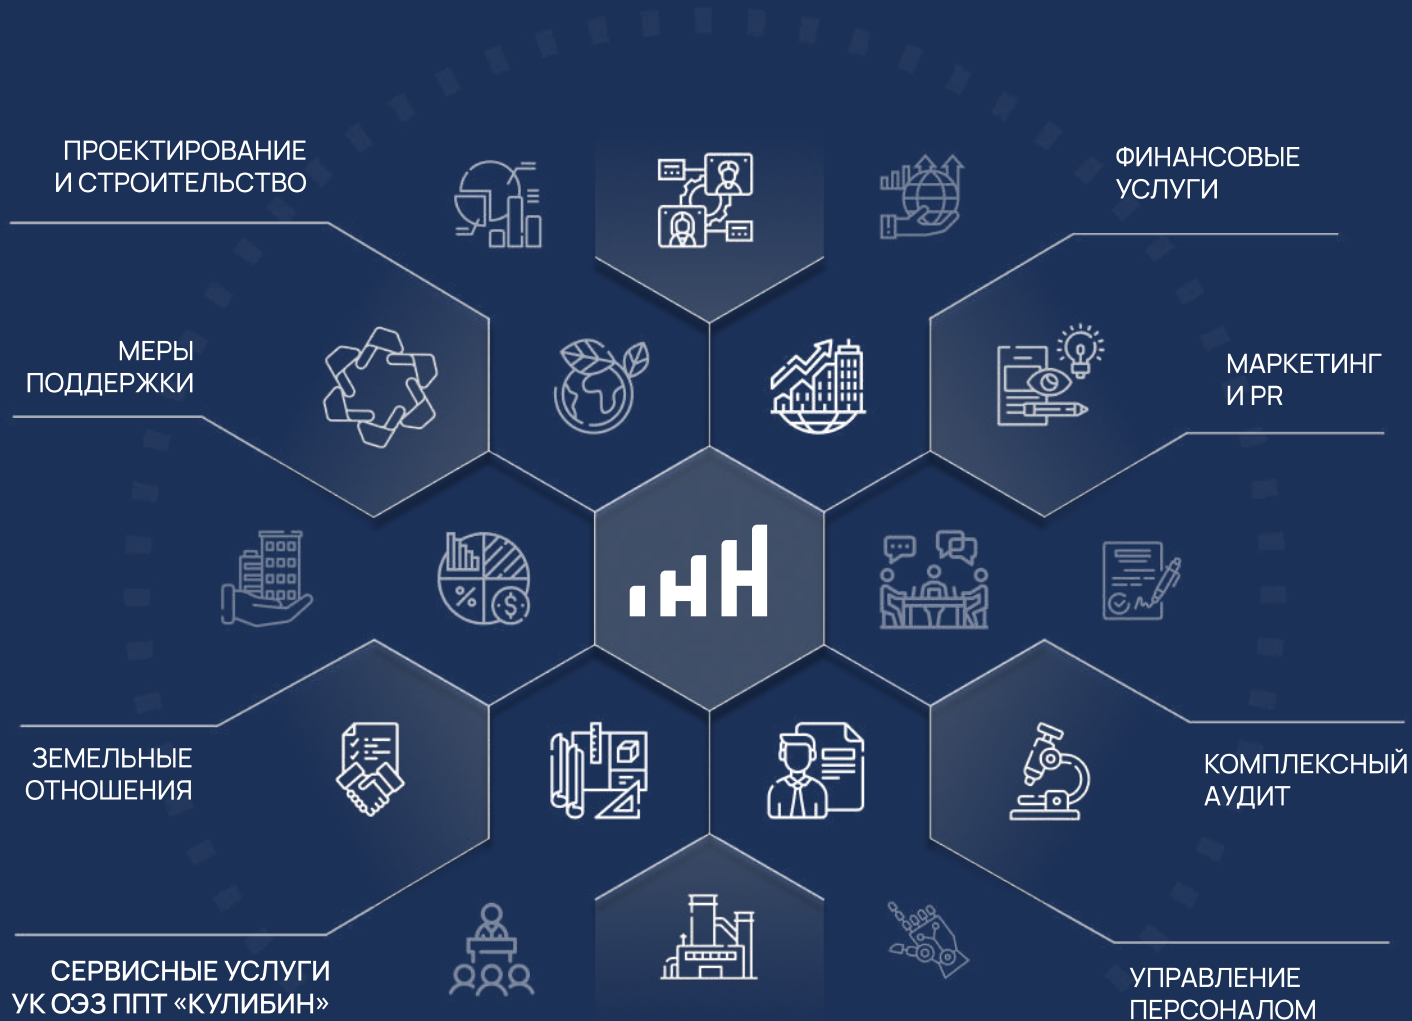 ПРОЕКТИРОВАНИЕ
И СТРОИТЕЛЬСТВО
ФИНАНСОВЫЕ
УСЛУГИ
МЕРЫ
ПОДДЕРЖКИ
МАРКЕТИНГ
И PR
ЗЕМЕЛЬНЫЕ
ОТНОШЕНИЯ
КОМПЛЕКСНЫЙ
АУДИТ
СЕРВИСНЫЕ УСЛУГИ
УК ОЭЗ ППТ «КУЛИБИН»
УПРАВЛЕНИЕ
ПЕРСОНАЛОМ